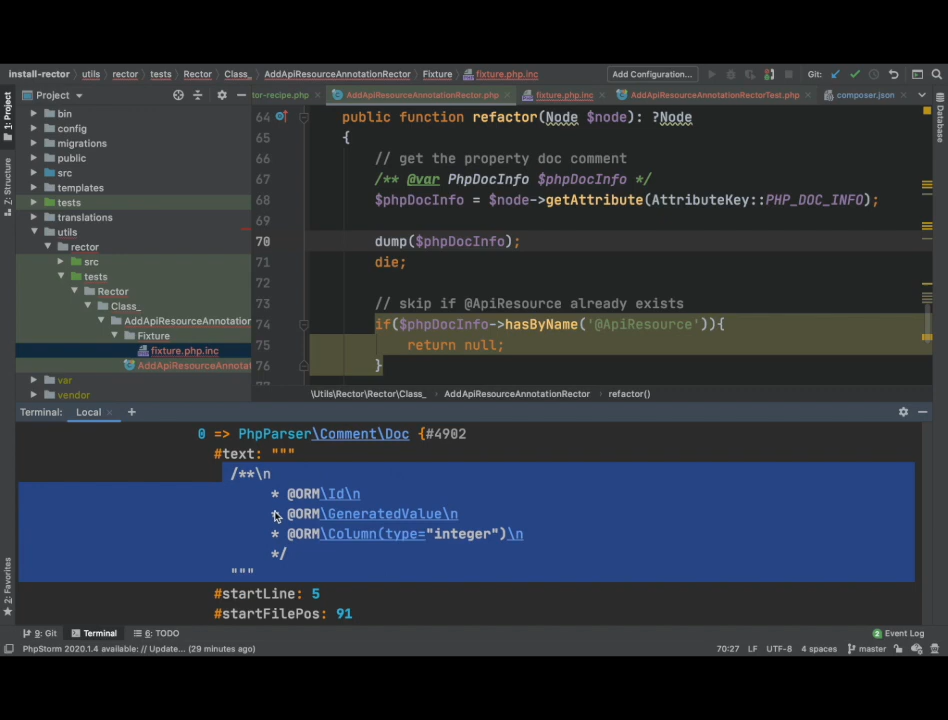 install-rector utils rector tests Rector Class_ AddApiResourceAnnotationRector Fixture fixture.php.inc Add Configuration... Git:
Project tor-recipe.php AddApiResourceAnnotationRector.php fixture.php.inc AddApiResourceAnnotationRectorTest.php composer.json
1: Project
Z: Structure
2: Favorites
Database
bin
config
migrations
public
src
templates
tests
translations
utils
rector
src
tests
Rector
Class_
AddApiResourceAnnotation
Fixture
fixture.php.inc
AddApiResourceAnnotat
var
vendor
64 public function refactor(Node $node): ?Node
65 {
66 // get the property doc comment
67 /** @var PhpDocInfo $phpDocInfo */
68 $phpDocInfo = $node->getAttribute(AttributeKey::PHP_DOC_INFO);
69
70 dump($phpDocInfo);
71 die;
72
73 // skip if @ApiResource already exists
74 if($phpDocInfo->hasByName('@ApiResource')){
75 return null;
76 }
\Utils\Rector\Rector\Class_ AddApiResourceAnnotationRector refactor()
Terminal: Local +
0 => PhpParser\Comment\Doc {#4902
#text: """
/**\n
* @ORM\Id\n
* @ORM\GeneratedValue\n
* @ORM\Column(type="integer")\n
*/
"""
#startLine: 5
#startFilePos: 91
9: Git Terminal 6: TODO 2 Event Log
PhpStorm 2020.1.4 available: // Update... (29 minutes ago) 70:27 LF UTF-8 4 spaces master